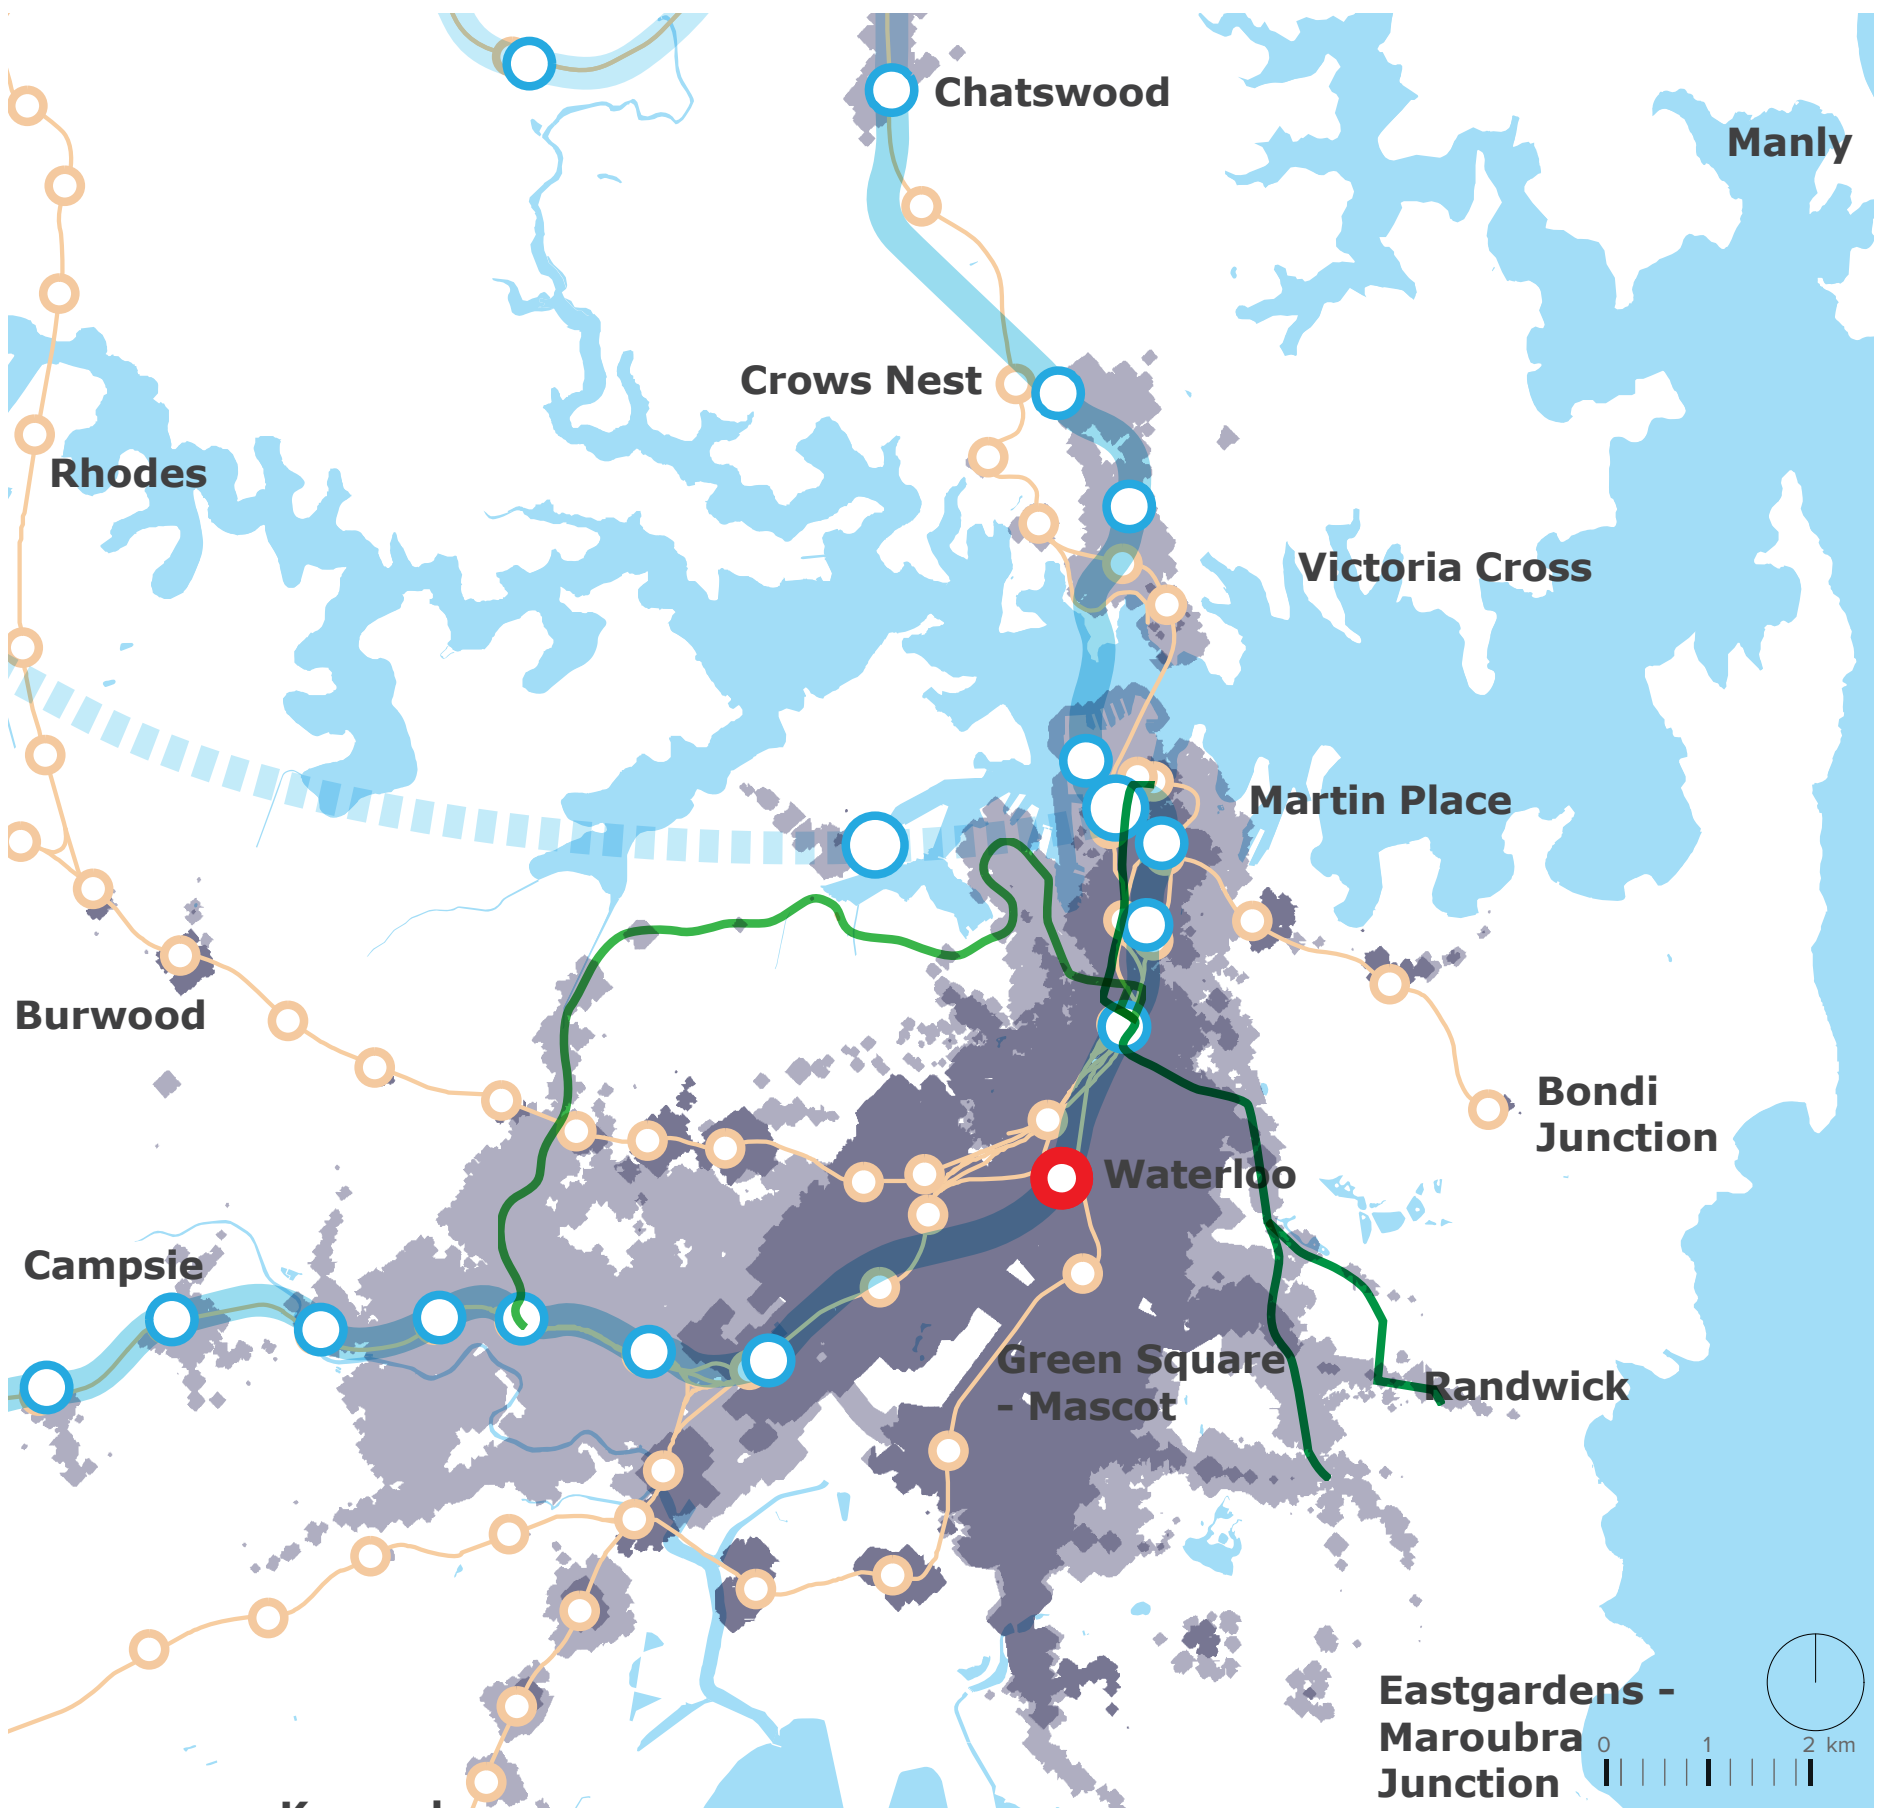 Chatswood
Manly
Crows Nest
Rhodes
Victoria Cross
Martin Place
Burwood
Bondi
Junction
Waterloo
Campsie
Green Square
- Mascot
Randwick
Eastgardens -
Maroubra
Junction
0 1 2 km